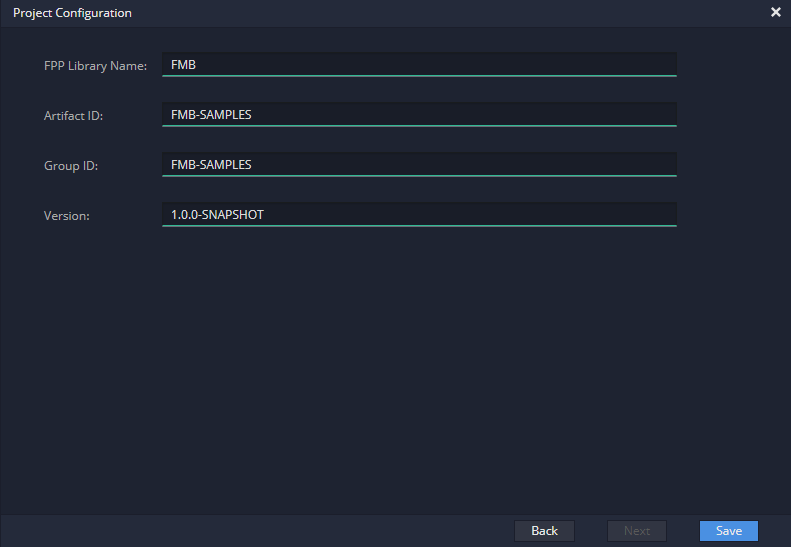 Project Configuration ×
FPP Library Name: FMB
Artifact ID: FMB-SAMPLES
Group ID: FMB-SAMPLES
Version: 1.0.0-SNAPSHOT
Back Next Save